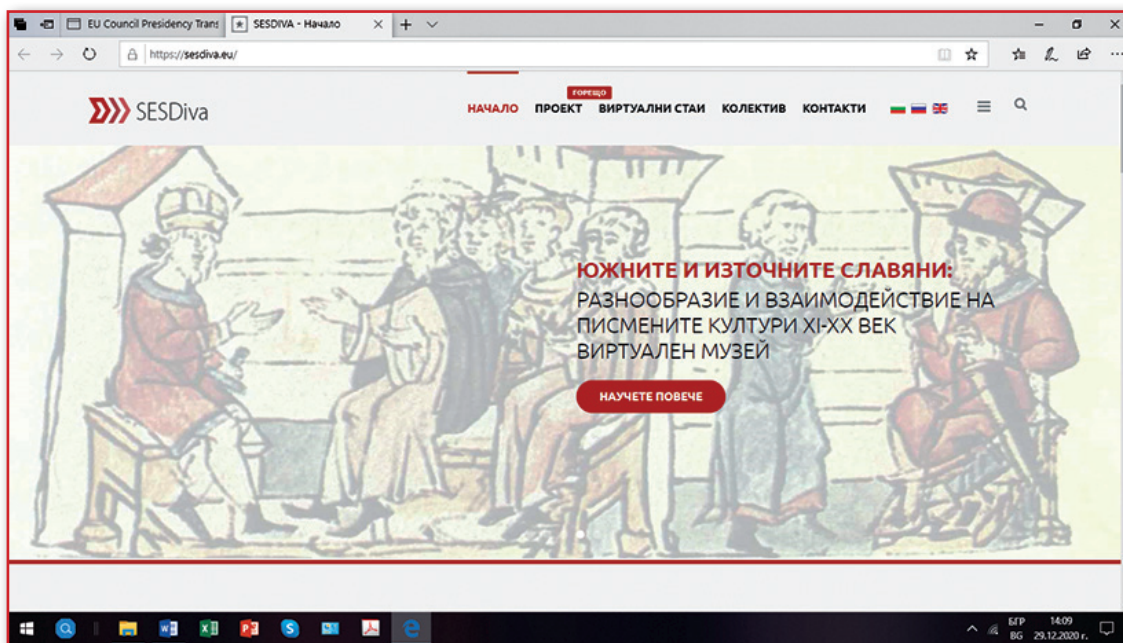 EU Council Presidency Trans
SESDIVA - Начало
https://sesdiva.eu/
SESDiva
ГОРЕЩО
НАЧАЛО ПРОЕКТ ВИРТУАЛНИ СТАИ КОЛЕКТИВ КОНТАКТИ
ЮЖНИТЕ И ИЗТОЧНИТЕ СЛАВЯНИ:
РАЗНООБРАЗИЕ И ВЗАИМОДЕЙСТВИЕ НА
ПИСМЕНИТЕ КУЛТУРИ XI-XX ВЕК
ВИРТУАЛЕН МУЗЕЙ
НАУЧЕТЕ ПОВЕЧЕ
БГР 14:09
BG 29.12.2020 г.